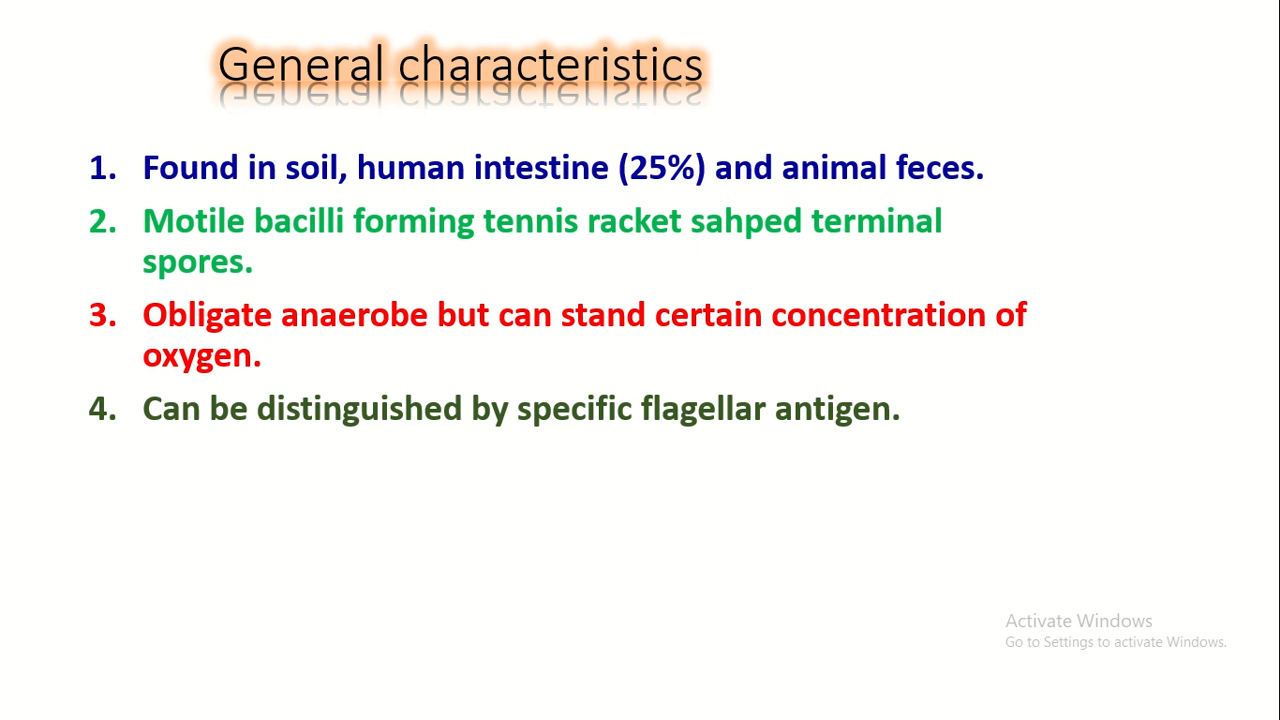 General characteristics
1. Found in soil, human intestine (25%) and animal feces.
2. Motile bacilli forming tennis racket sahped terminal
spores.
3. Obligate anaerobe but can stand certain concentration of
oxygen.
4. Can be distinguished by specific flagellar antigen.
Activate Windows
Go to Settings to activate Windows.